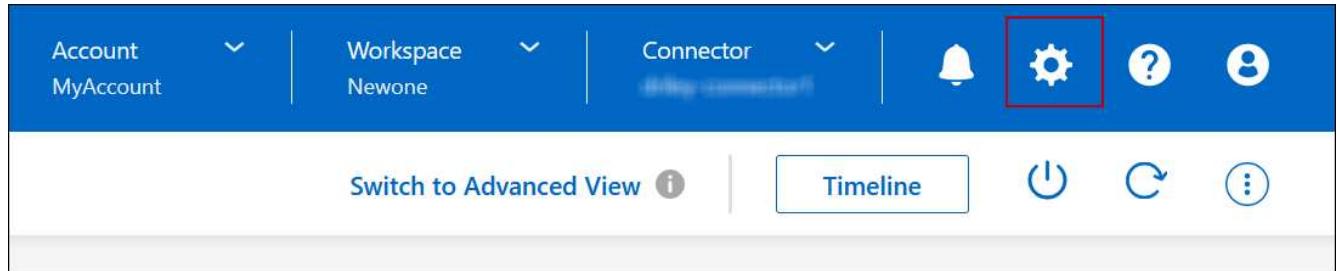 Account
MyAccount
Workspace
Newone
Connector
Switch to Advanced View
Timeline